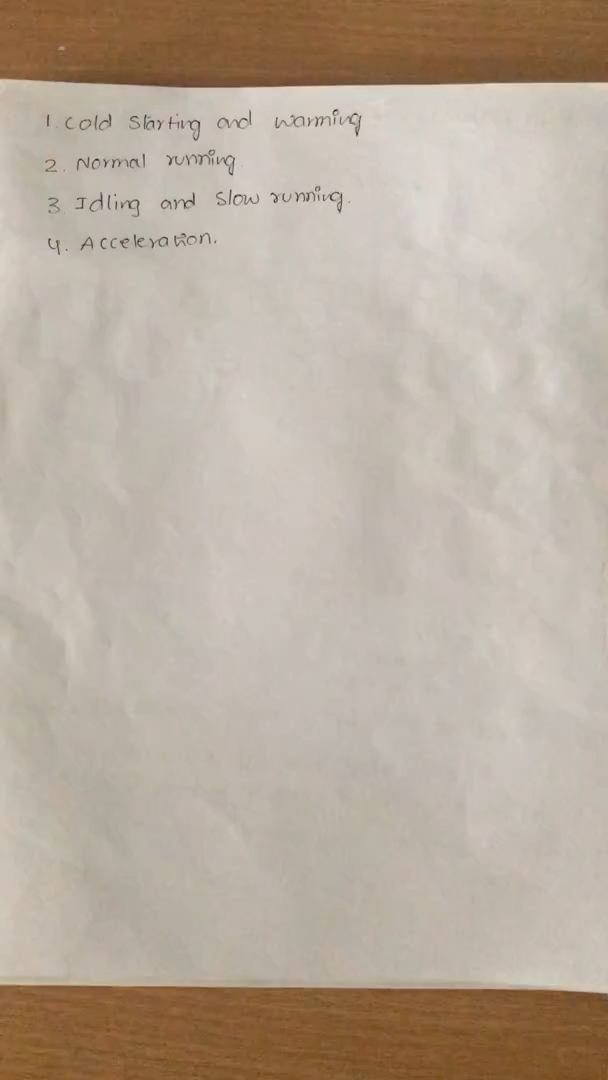 1. Cold Starting and warming
2. Normal running
3 Idling and slow running.
4. Acceleration.